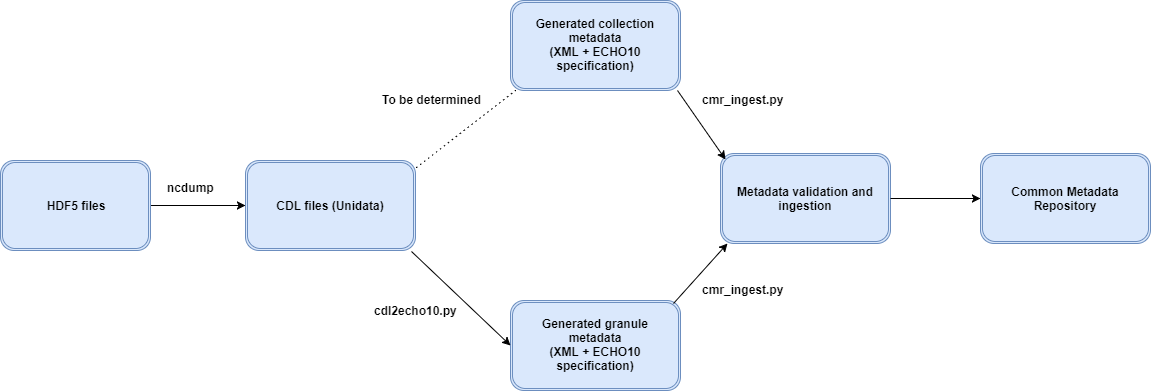 Generated collection
metadata
(XML + ECHO10
specification)
To be determined
cmr_ingest.py
ncdump
HDF5 files
CDL files (Unidata)
Metadata validation and
ingestion
Common Metadata
Repository
cdl2echo10.py
cmr_ingest.py
Generated granule
metadata
(XML + ECHO10
specification)